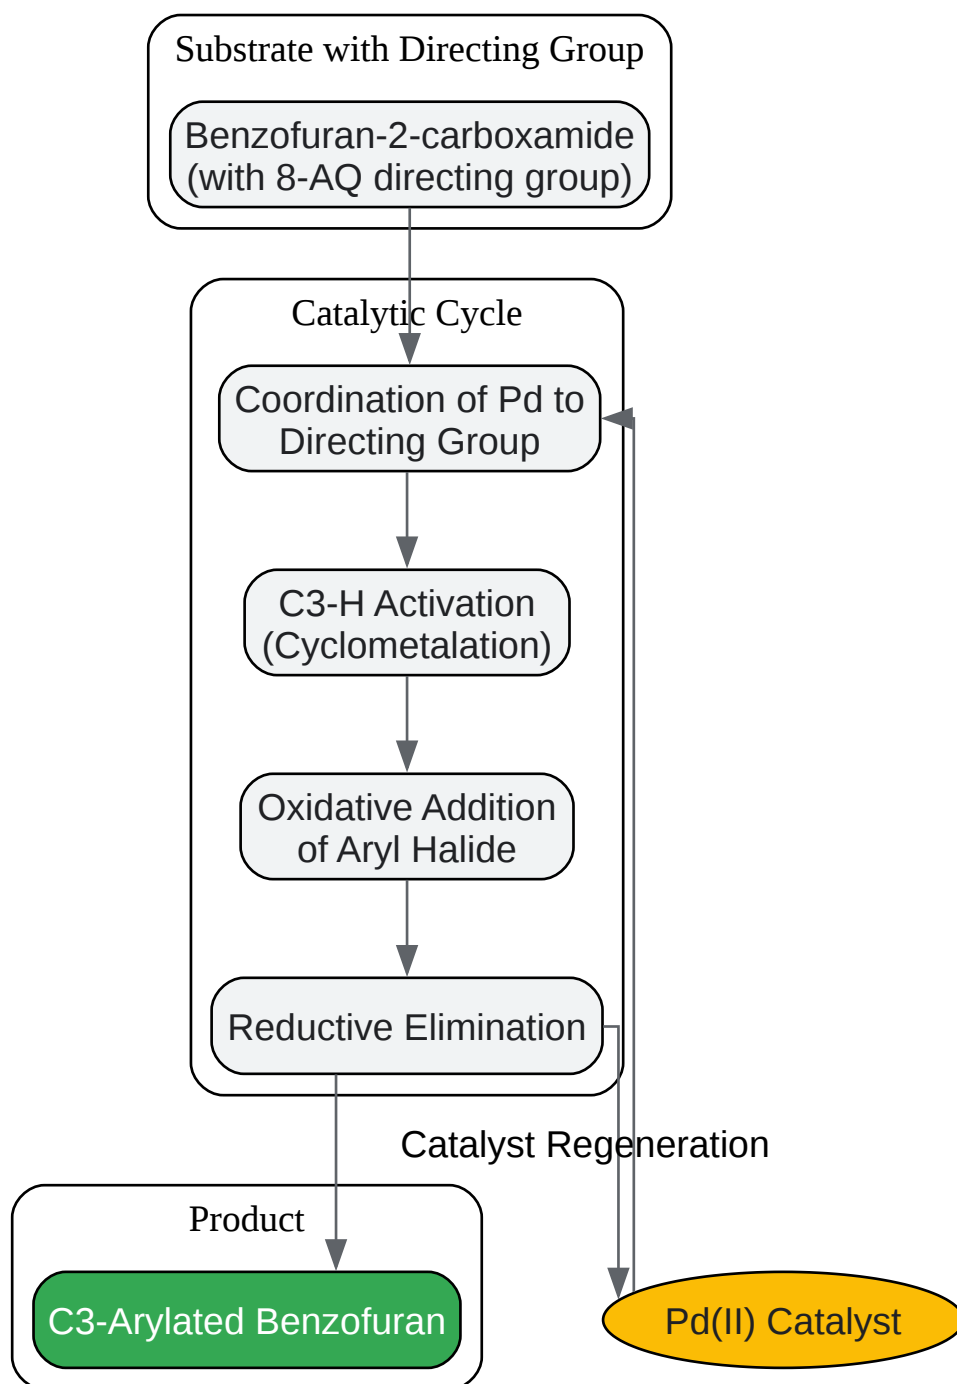 Substrate with Directing Group
Benzofuran-2-carboxamide
(with 8-AQ directing group)
Catalytic Cycle
Coordination of Pd to
Directing Group
C3-H Activation
(Cyclometalation)
Oxidative Addition
of Aryl Halide
Reductive Elimination
Catalyst Regeneration
Product
C3-Arylated Benzofuran
Pd(II) Catalyst